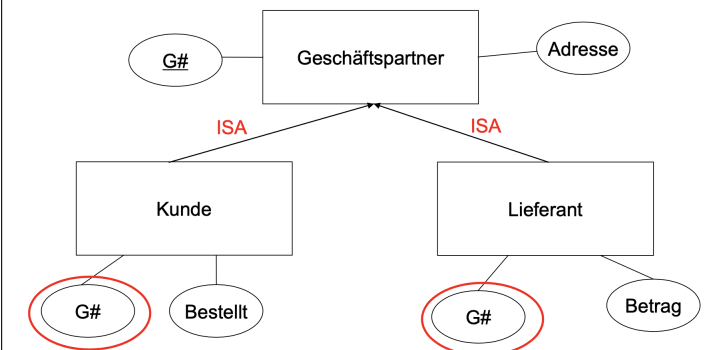 G#
Geschäftspartner
Adresse
ISA
ISA
Kunde
Lieferant
G#
Bestellt
G#
Betrag